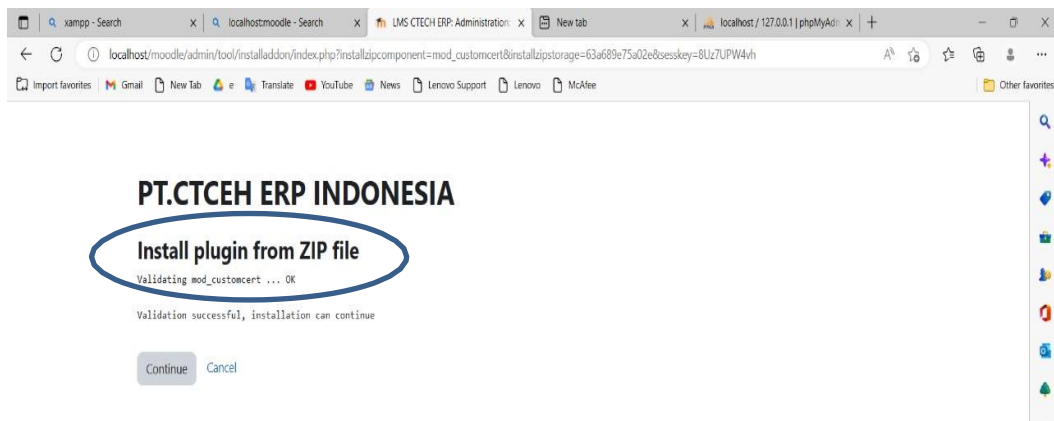 xampp - Search
localhost:moodle - Search
LMS CTECH ERP: Administration:
New tab
localhost / 127.0.0.1 | phpMyAdm
localhost/moodle/admin/tool/installaddon/index.php?installzipcomponent=mod_customcert&installzipstorage=63a689e75a02e&sesskey=8Uz7UPW4vh
Import favorites
Gmail
New Tab
e
Translate
YouTube
News
Lenovo Support
Lenovo
McAfee
Other favorites
PT.CTCEH ERP INDONESIA
Install plugin from ZIP file
Validating mod_customcert ... OK
Validation successful, installation can continue
Continue
Cancel